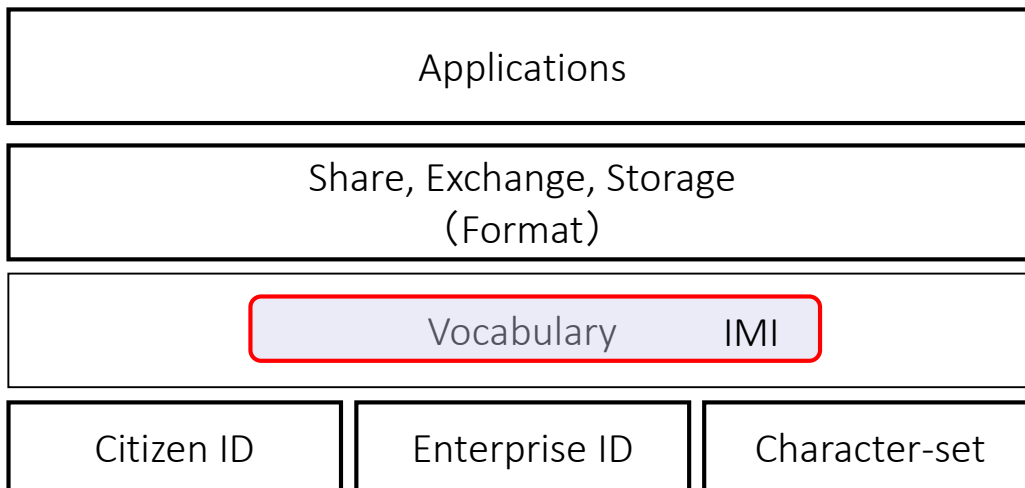 Applications
Share, Exchange, Storage
（Format）
Vocabulary IMI
Citizen ID Enterprise ID Character-set